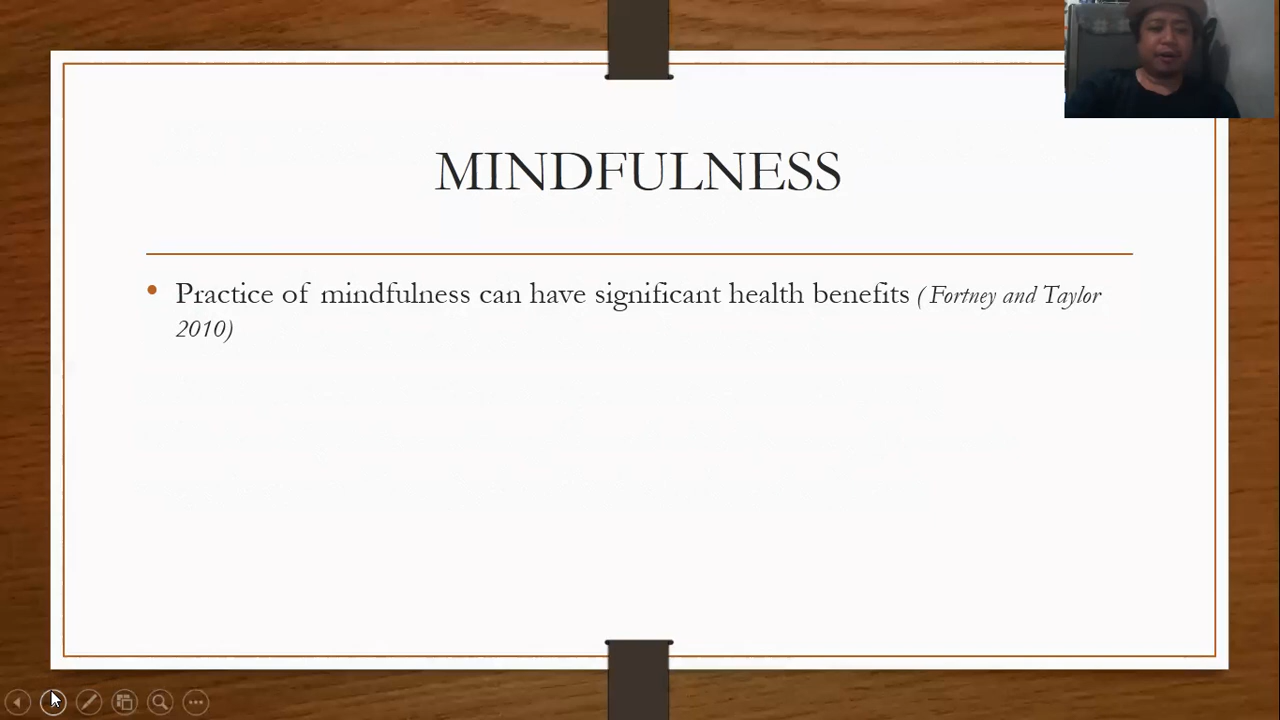 MINDFULNESS
• Practice of mindfulness can have significant health benefits ( Fortney and Taylor
2010)